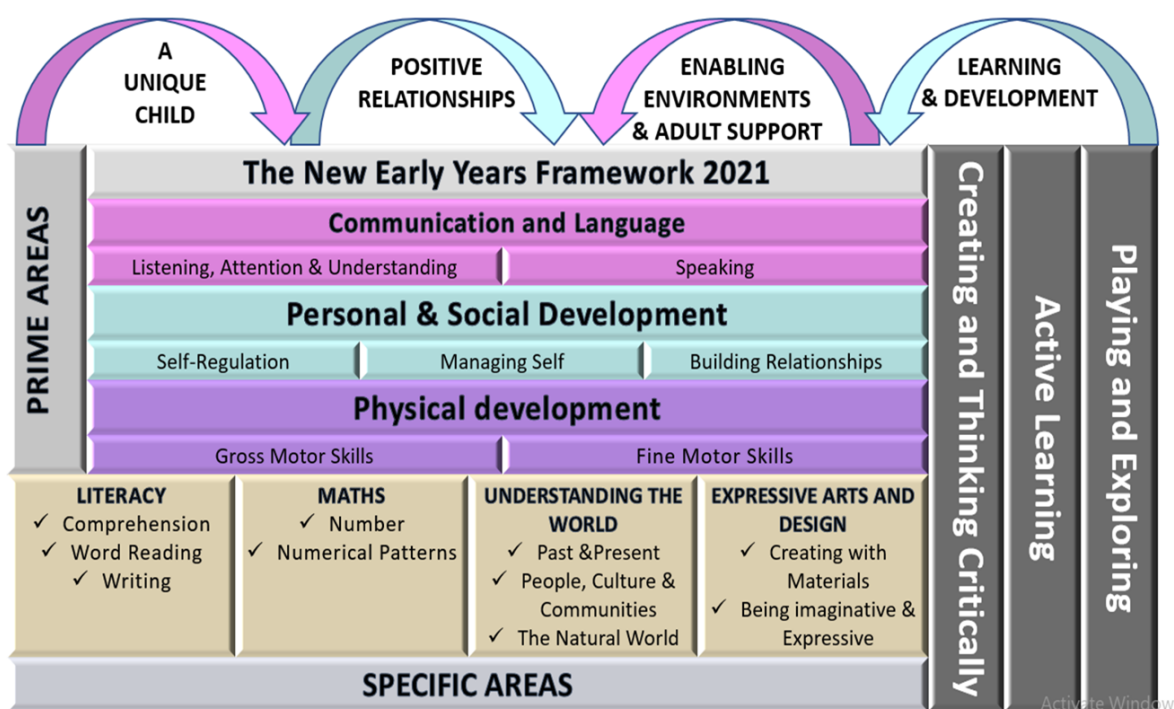 A
UNIQUE
CHILD
POSITIVE
RELATIONSHIPS
ENABLING
ENVIRONMENTS
& ADULT SUPPORT
LEARNING
& DEVELOPMENT
PRIME AREAS
The New Early Years Framework 2021
Communication and Language
Listening, Attention & Understanding
Speaking
Personal & Social Development
Self-Regulation
Managing Self
Building Relationships
Physical development
Gross Motor Skills
Fine Motor Skills
LITERACY
✓ Comprehension
✓ Word Reading
✓ Writing
MATHS
✓ Number
✓ Numerical Patterns
UNDERSTANDING THE
WORLD
✓ Past &Present
✓ People, Culture &
Communities
✓ The Natural World
EXPRESSIVE ARTS AND
DESIGN
✓ Creating with
Materials
✓ Being imaginative &
Expressive
SPECIFIC AREAS
Creating and Thinking Critically
Active Learning
Playing and Exploring
Activate Window